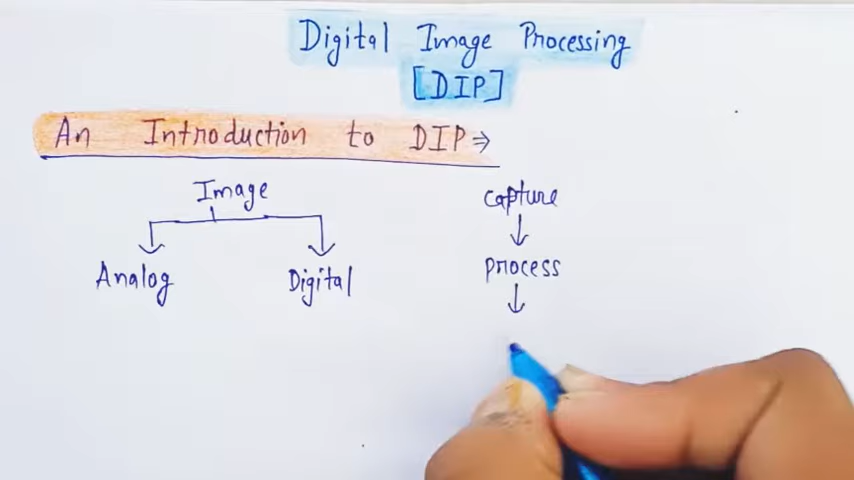 Digital Image Processing
[DIP]
An Introduction to DIP⇒
Image
Analog
Digital
Capture
↓
Process
↓